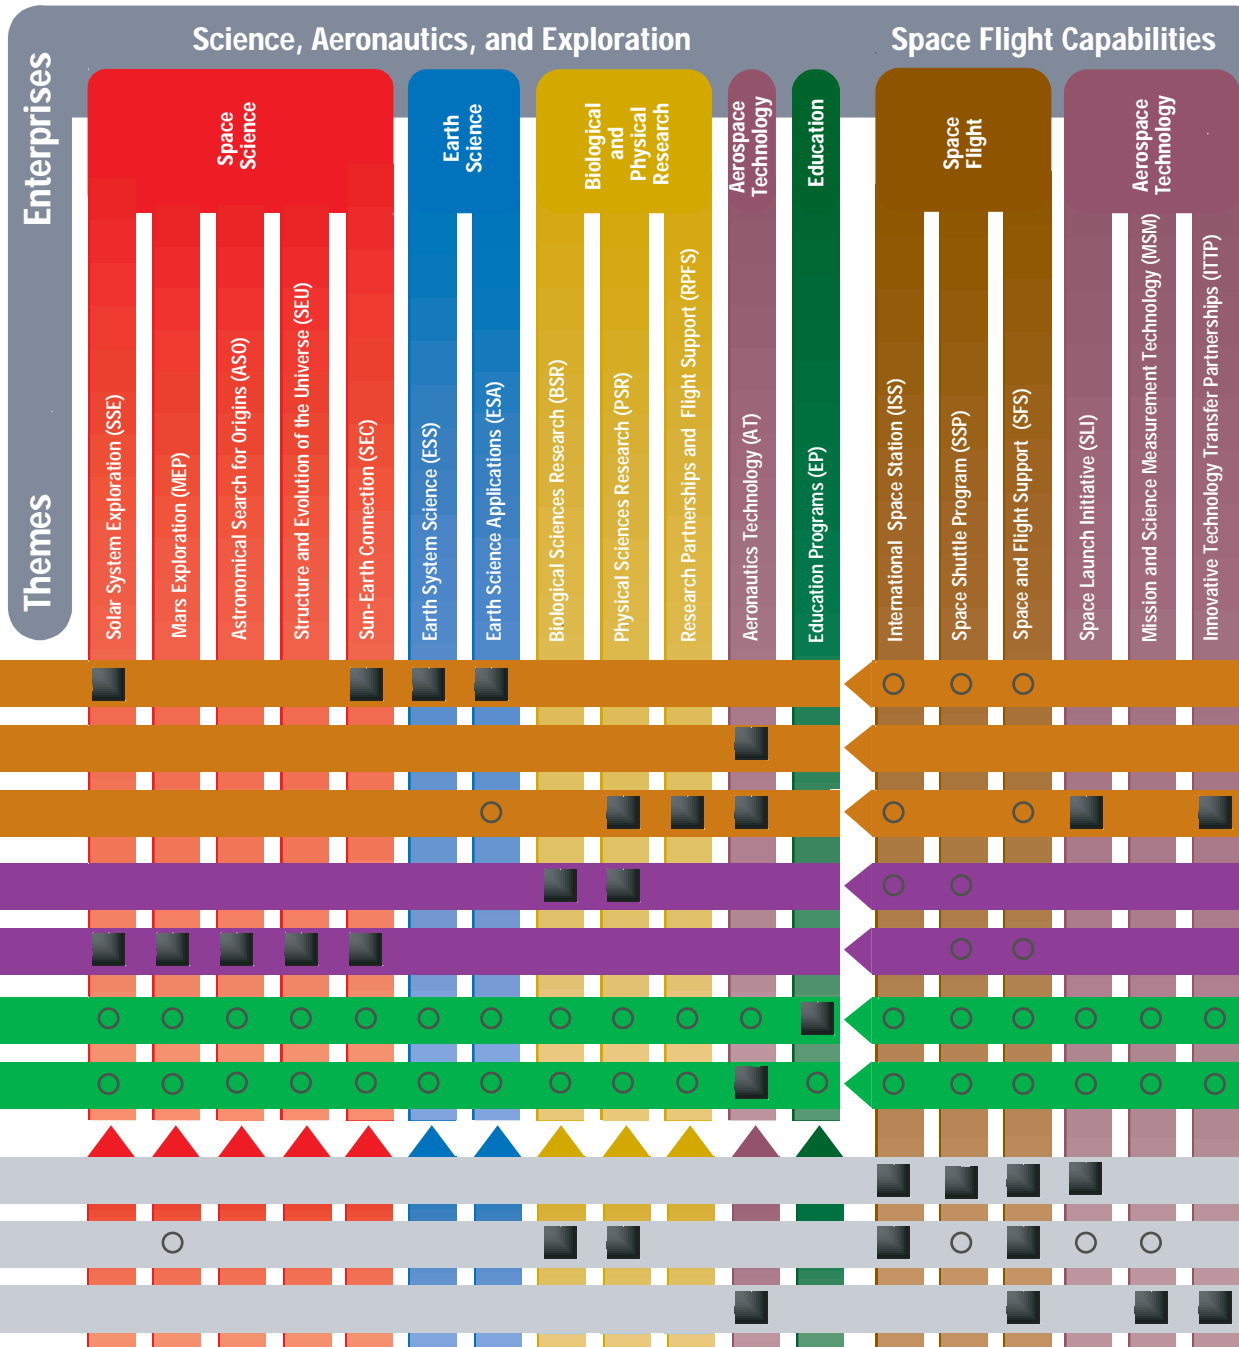 Science, Aeronautics, and Exploration
Space Flight Capabilities
Enterprises
Space
Science
Earth
Science
Biological
and
Physical
Research
Aerospace
Technology
Education
Space
Flight
Aerospace
Technology
Themes
Solar System Exploration (SSE)
Mars Exploration (MEP)
Astronomical Search for Origins (ASO)
Structure and Evolution of the Universe (SEU)
Sun-Earth Connection (SEC)
Earth System Science (ESS)
Earth Science Applications (ESA)
Biological Sciences Research (BSR)
Physical Sciences Research (PSR)
Research Partnerships and Flight Support (RPFS)
Aeronautics Technology (AT)
Education Programs (EP)
International Space Station (ISS)
Space Shuttle Program (SSP)
Space and Flight Support (SFS)
Space Launch Initiative (SLI)
Mission and Science Measurement Technology (MSM)
Innovative Technology Transfer Partnerships (ITTP)